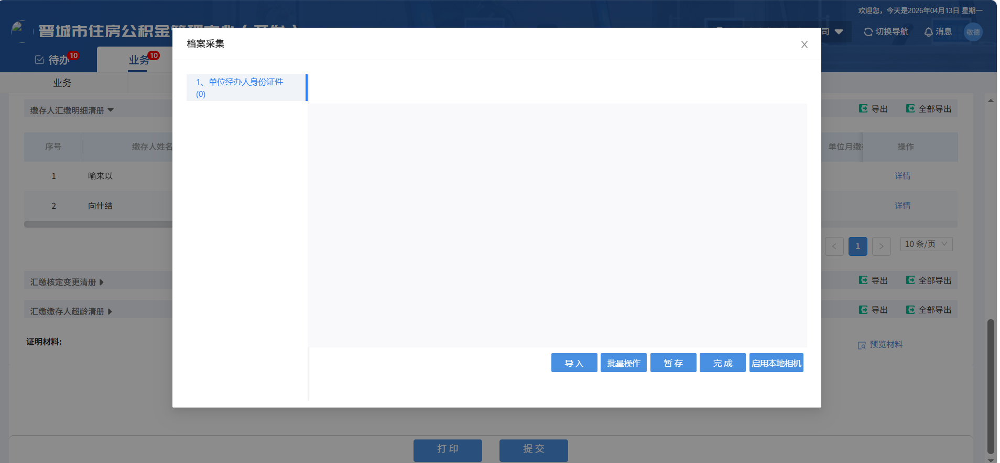 欢迎您，今天是2026年04月13日 星期一
晋城市住房公积金管理中心（开发）
司
切换导航
消息
敬德
待办
10
业务
10
业务
档案采集
1、单位经办人身份证件
(0)
缴存人汇缴明细清册
导出
全部导出
序号
缴存人姓名
单位月缴
操作
1
喻来以
详情
2
向什结
详情
1
10 条/页
汇缴核定变更清册
导出
全部导出
汇缴缴存人超龄清册
导出
全部导出
证明材料:
预览材料
导 入
批量操作
暂 存
完 成
启用本地相机
打 印
提 交